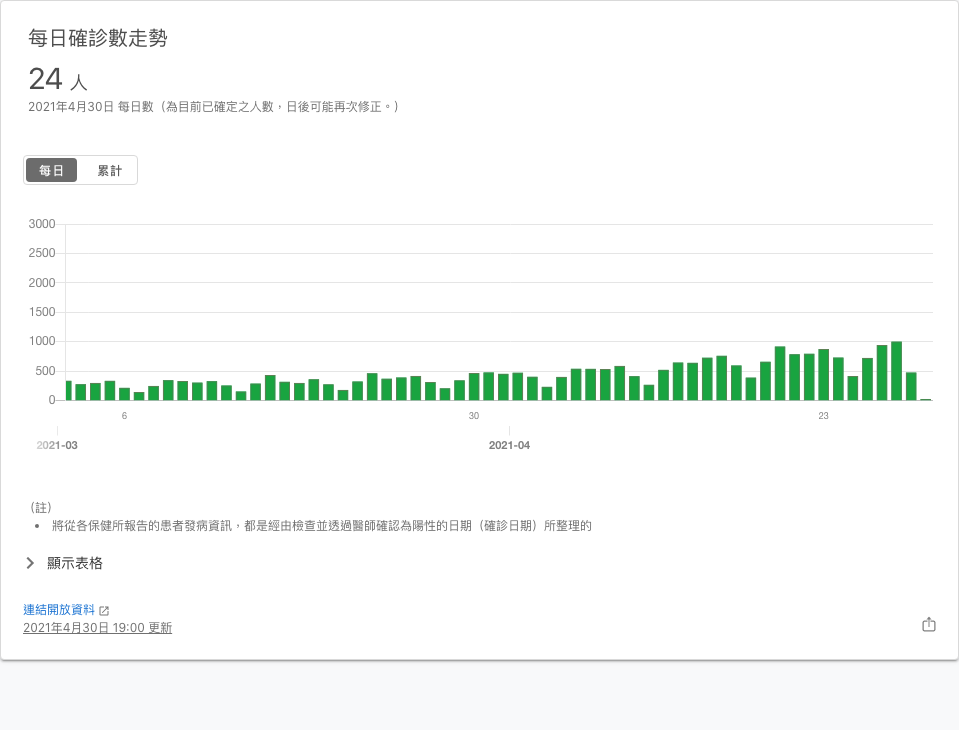 每日確診數走勢
24 人
2021年4月30日 每日數（為目前已確定之人數，日後可能再次修正。）
每日 累計
3000
2500
2000
1500
1000
500
0
6 30 23
2021-03 2021-04
（註）
• 將從各保健所報告的患者發病資訊，都是經由檢查並透過醫師確認為陽性的日期（確診日期）所整理的
顯示表格
連結開放資料
2021年4月30日 19:00 更新